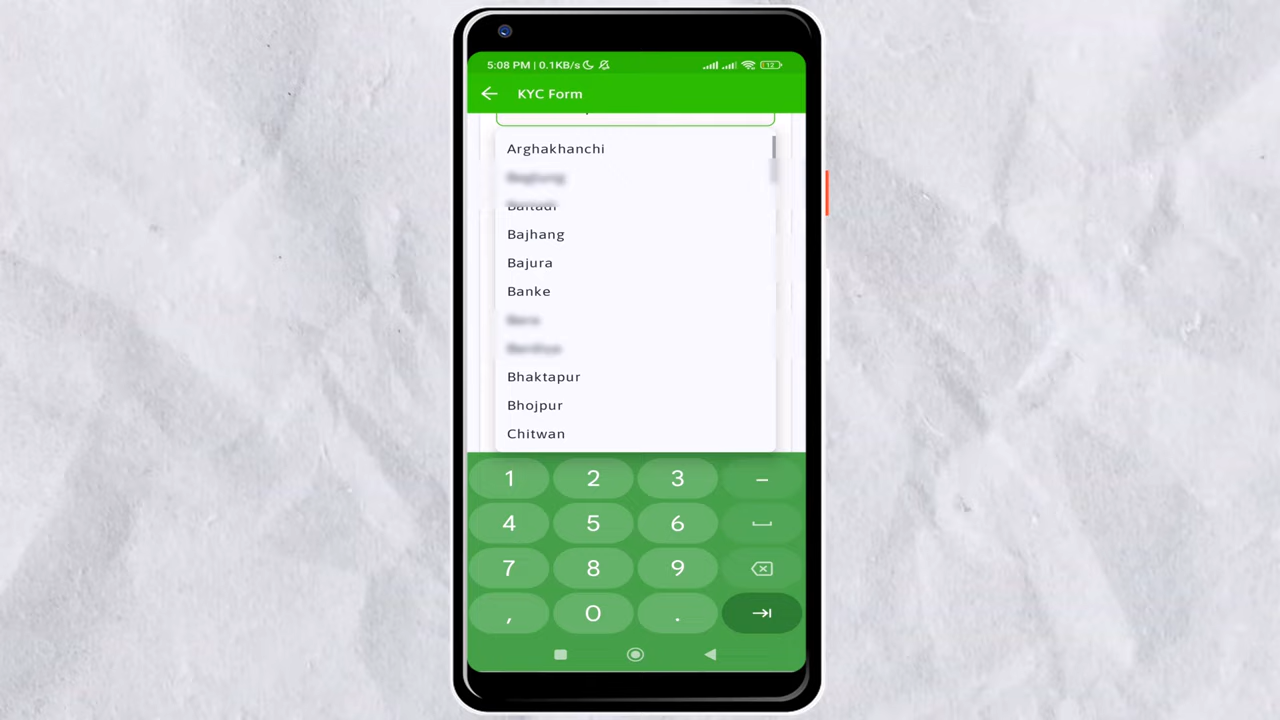 5:08 PM | 0.1KB/s
12
KYC Form
Arghakhanchi
Bajhang
Bajura
Banke
Bhaktapur
Bhojpur
Chitwan
1 2 3 –
4 5 6
7 8 9
, 0 .